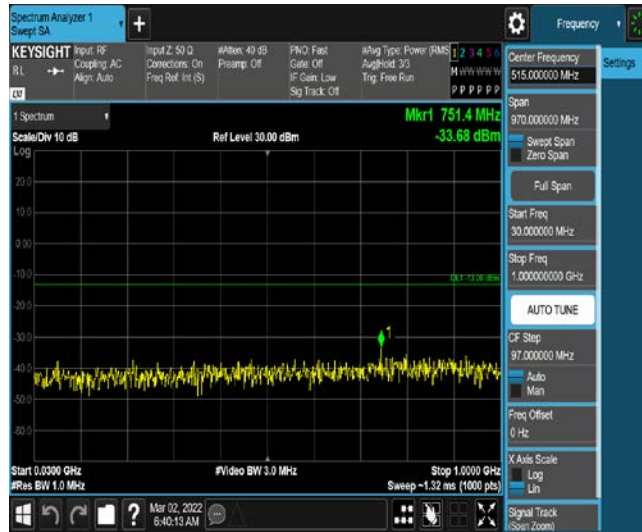 Spectrum Analyzer 1
Swept SA
+
Frequency
KEYSIGHT
RL
LXI
Input: RF
Coupling: AC
Align: Auto
Input Z: 50 Ω
Corrections: On
Freq Ref: Int (S)
#Atten: 40 dB
Preamp: Off
PNO: Fast
Gate: Off
IF Gain: Low
Sig Track: Off
#Avg Type: Power (RMS
Avg|Hold: 3/3
Trig: Free Run
1 2 3 4 5 6
M W W W W W
P P P P P P
1 Spectrum
Scale/Div 10 dB
Ref Level 30.00 dBm
Mkr1 751.4 MHz
-33.68 dBm
Log
20.0
10.0
0.00
-10.0
DL1 -13.00 dBm
1
-20.0
-30.0
-40.0
-50.0
-60.0
Start 0.0300 GHz
#Video BW 3.0 MHz
Stop 1.0000 GHz
#Res BW 1.0 MHz
Sweep ~1.32 ms (1000 pts)
?
Mar 02, 2022
6:40:13 AM
Center Frequency
515.000000 MHz
Settings
Span
970.000000 MHz
Swept Span
Zero Span
Full Span
Start Freq
30.000000 MHz
Stop Freq
1.000000000 GHz
AUTO TUNE
CF Step
97.000000 MHz
Auto
Man
Freq Offset
0 Hz
X Axis Scale
Log
Lin
Signal Track
(Span Zoom)